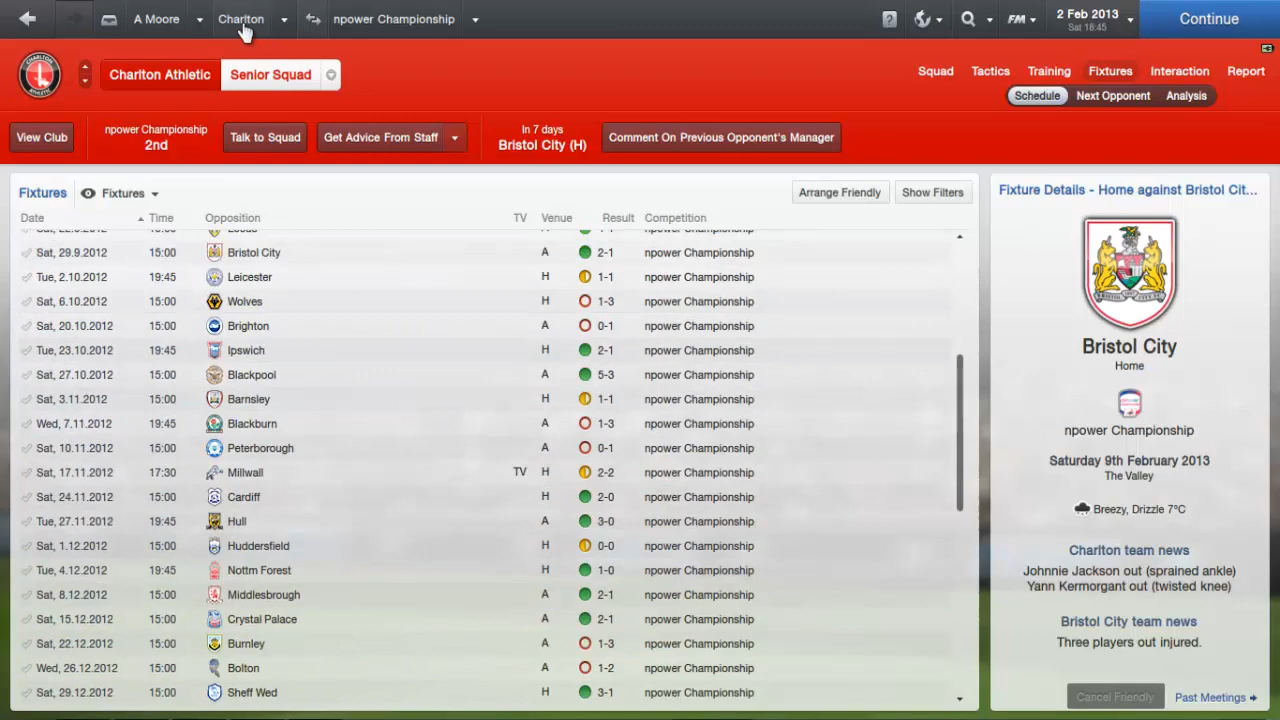 A Moore Charlton npower Championship ? FM 2 Feb 2013 Continue
Sat 18:45
Charlton Athletic Senior Squad Squad Tactics Training Fixtures Interaction Report
Schedule Next Opponent Analysis
View Club npower Championship 2nd Talk to Squad Get Advice From Staff In 7 days Bristol City (H) Comment On Previous Opponent's Manager
Fixtures Fixtures Arrange Friendly Show Filters
Date Time Opposition TV Venue Result Competition
Sat, 29.9.2012 15:00 Bristol City A 2-1 npower Championship
Tue, 2.10.2012 19:45 Leicester H 1-1 npower Championship
Sat, 6.10.2012 15:00 Wolves H 1-3 npower Championship
Sat, 20.10.2012 15:00 Brighton A 0-1 npower Championship
Tue, 23.10.2012 19:45 Ipswich H 2-1 npower Championship
Sat, 27.10.2012 15:00 Blackpool A 5-3 npower Championship
Sat, 3.11.2012 15:00 Barnsley H 1-1 npower Championship
Wed, 7.11.2012 19:45 Blackburn A 1-3 npower Championship
Sat, 10.11.2012 15:00 Peterborough A 0-1 npower Championship
Sat, 17.11.2012 17:30 Millwall TV H 2-2 npower Championship
Sat, 24.11.2012 15:00 Cardiff H 2-0 npower Championship
Tue, 27.11.2012 19:45 Hull A 3-0 npower Championship
Sat, 1.12.2012 15:00 Huddersfield H 0-0 npower Championship
Tue, 4.12.2012 19:45 Nottm Forest H 1-0 npower Championship
Sat, 8.12.2012 15:00 Middlesbrough A 2-1 npower Championship
Sat, 15.12.2012 15:00 Crystal Palace A 2-1 npower Championship
Sat, 22.12.2012 15:00 Burnley A 1-3 npower Championship
Wed, 26.12.2012 15:00 Bolton A 1-2 npower Championship
Sat, 29.12.2012 15:00 Sheff Wed H 3-1 npower Championship
Fixture Details - Home against Bristol Cit...
Bristol City
Home
npower Championship
Saturday 9th February 2013
The Valley
Breezy, Drizzle 7°C
Charlton team news
Johnnie Jackson out (sprained ankle)
Yann Kermorgant out (twisted knee)
Bristol City team news
Three players out injured.
Cancel Friendly Past Meetings